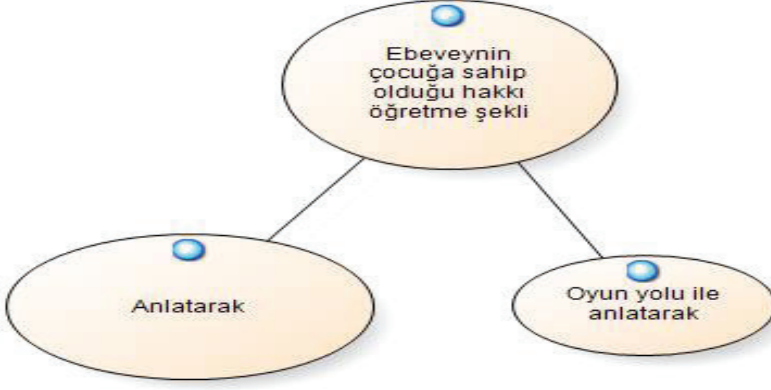 Ebeveynin
çocuğa sahip
olduğu hakkı
öğretme şekli
Anlatarak
Oyun yolu ile
anlatarak